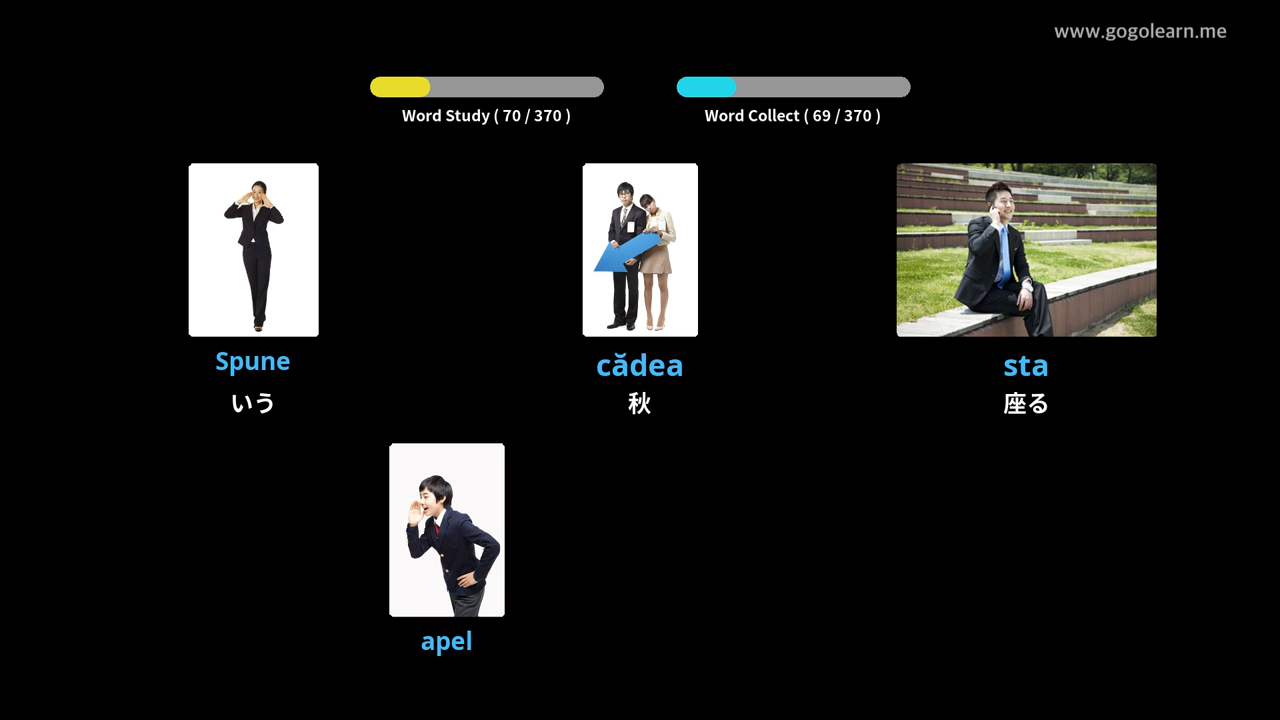 www.gogolearn.me
Word Study ( 70 / 370 )
Word Collect ( 69 / 370 )
Spune
いう
cădea
秋
sta
座る
apel